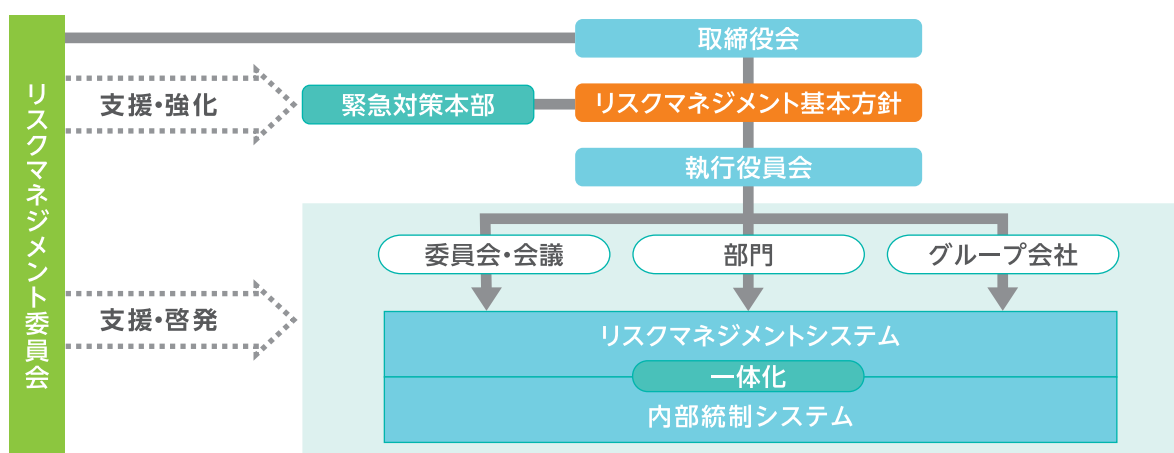 リスクマネジメント委員会
取締役会
支援・強化
緊急対策本部
リスクマネジメント基本方針
執行役員会
委員会・会議
部門
グループ会社
支援・啓発
リスクマネジメントシステム
一体化
内部統制システム